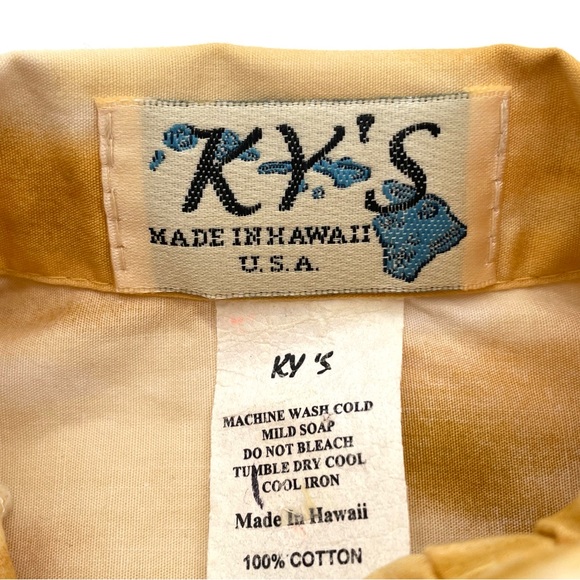 KY'S
MADE IN HAWAII
U.S.A.
KY'S
MACHINE WASH COLD
MILD SOAP
DO NOT BLEACH
TUMBLE DRY COOL
COOL IRON
Made In Hawaii
100% COTTON